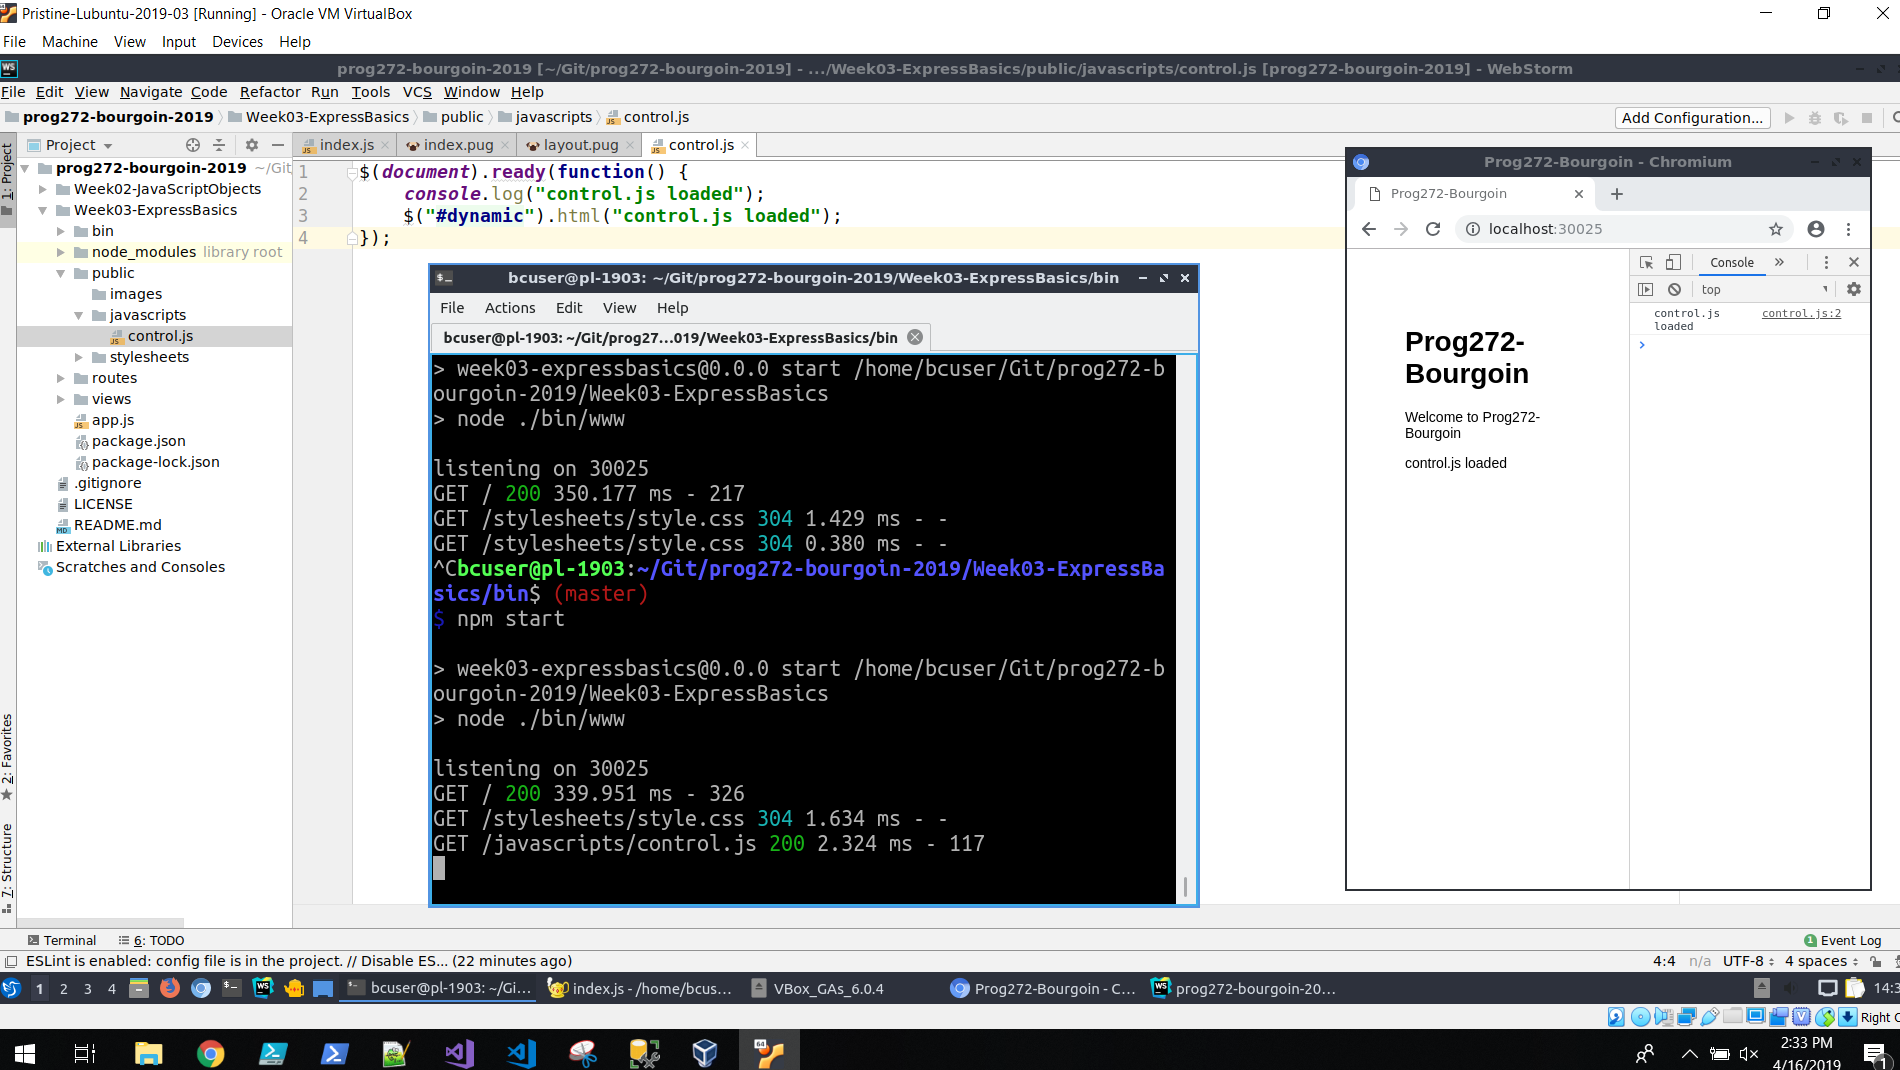 Pristine-Lubuntu-2019-03 [Running] - Oracle VM VirtualBox
File Machine View Input Devices Help
WS prog272-bourgoin-2019 [~/Git/prog272-bourgoin-2019] - .../Week03-ExpressBasics/public/javascripts/control.js [prog272-bourgoin-2019] - WebStorm
File Edit View Navigate Code Refactor Run Tools VCS Window Help
prog272-bourgoin-2019 Week03-ExpressBasics public javascripts control.js Add Configuration...
1: Project
2: Favorites
7: Structure
Project
prog272-bourgoin-2019 ~/Git
Week02-JavaScriptObjects
Week03-ExpressBasics
bin
node_modules library root
public
images
javascripts
control.js
stylesheets
routes
views
app.js
package.json
package-lock.json
.gitignore
LICENSE
README.md
External Libraries
Scratches and Consoles
index.js index.pug layout.pug control.js
1 $(document).ready(function() {
2 console.log("control.js loaded");
3 $("#dynamic").html("control.js loaded");
4 });
bcuser@pl-1903: ~/Git/prog272-bourgoin-2019/Week03-ExpressBasics/bin
File Actions Edit View Help
bcuser@pl-1903: ~/Git/prog27...019/Week03-ExpressBasics/bin
> week03-expressbasics@0.0.0 start /home/bcuser/Git/prog272-b
ourgoin-2019/Week03-ExpressBasics
> node ./bin/www
listening on 30025
GET / 200 350.177 ms - 217
GET /stylesheets/style.css 304 1.429 ms - -
GET /stylesheets/style.css 304 0.380 ms - -
^Cbcuser@pl-1903:~/Git/prog272-bourgoin-2019/Week03-ExpressBa
sics/bin$ (master)
$ npm start
> week03-expressbasics@0.0.0 start /home/bcuser/Git/prog272-b
ourgoin-2019/Week03-ExpressBasics
> node ./bin/www
listening on 30025
GET / 200 339.951 ms - 326
GET /stylesheets/style.css 304 1.634 ms - -
GET /javascripts/control.js 200 2.324 ms - 117
Prog272-Bourgoin - Chromium
Prog272-Bourgoin
localhost:30025
Console
top
control.js
loaded
control.js:2
Prog272-
Bourgoin
Welcome to Prog272-
Bourgoin
control.js loaded
Terminal 6: TODO 1 Event Log
ESLint is enabled: config file is in the project. // Disable ES... (22 minutes ago) 4:4 n/a UTF-8 4 spaces
1 2 3 4 bcuser@pl-1903: ~/Gi... index.js - /home/bcus... VBox_GAs_6.0.4 Prog272-Bourgoin - C... prog272-bourgoin-20... 14:3
Right C
2:33 PM
4/16/2019
1